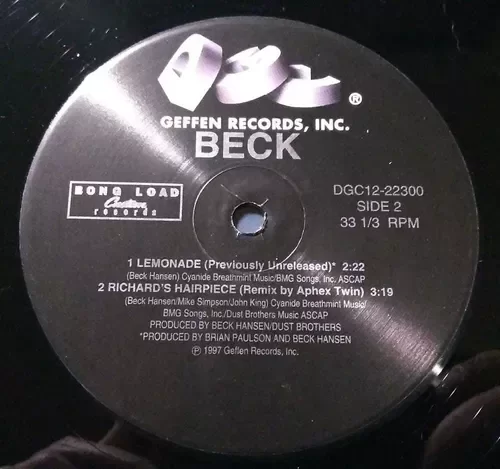 ®
GEFFEN RECORDS, INC.
BECK
BONG LOAD
Custom
records
DGC12-22300
SIDE 2
33 1/3 RPM
1 LEMONADE (Previously Unreleased)* 2:22
(Beck Hansen) Cyanide Breathmint Music/BMG Songs, Inc. ASCAP
2 RICHARD'S HAIRPIECE (Remix by Aphex Twin) 3:19
(Beck Hansen/Mike Simpson/John King) Cyanide Breathmint Music/
BMG Songs, Inc./Dust Brothers Music ASCAP
PRODUCED BY BECK HANSEN/DUST BROTHERS
*PRODUCED BY BRIAN PAULSON AND BECK HANSEN
℗ 1997 Geffen Records, Inc.